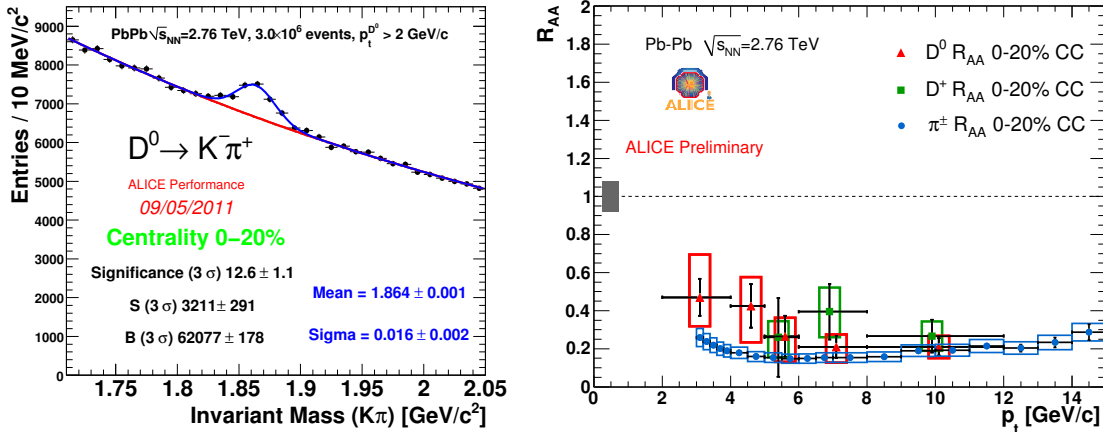 PbPb √s_NN=2.76 TeV, 3.0×10^6 events, p_t^{D^0} > 2 GeV/c
Entries / 10 MeV/c²
9000
8000
7000
6000
5000
4000
3000
2000
1000
0
D⁰→ K⁻π⁺
ALICE Performance
09/05/2011
Centrality 0−20%
Significance (3 σ) 12.6 ± 1.1
S (3 σ) 3211 ± 291
B (3 σ) 62077 ± 178
Mean = 1.864 ± 0.001
Sigma = 0.016 ± 0.002
1.75 1.8 1.85 1.9 1.95 2 2.05
Invariant Mass (Kπ) [GeV/c²]
R_AA
2
1.8
1.6
1.4
1.2
1
0.8
0.6
0.4
0.2
0
Pb-Pb √s_NN=2.76 TeV
ALICE
ALICE Preliminary
D⁰ R_AA 0-20% CC
D⁺ R_AA 0-20% CC
π± R_AA 0-20% CC
0 2 4 6 8 10 12 14
p_t [GeV/c]